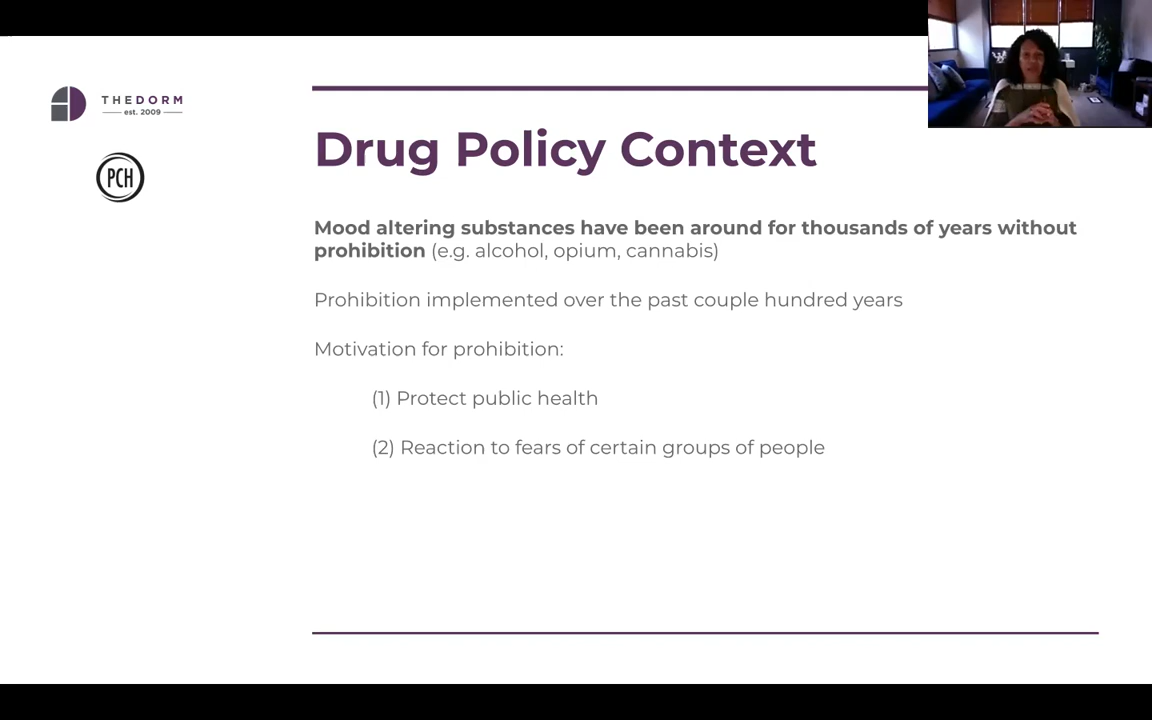 THEDORM
est. 2009
PCH
Drug Policy Context
Mood altering substances have been around for thousands of years without
prohibition (e.g. alcohol, opium, cannabis)
Prohibition implemented over the past couple hundred years
Motivation for prohibition:
(1) Protect public health
(2) Reaction to fears of certain groups of people